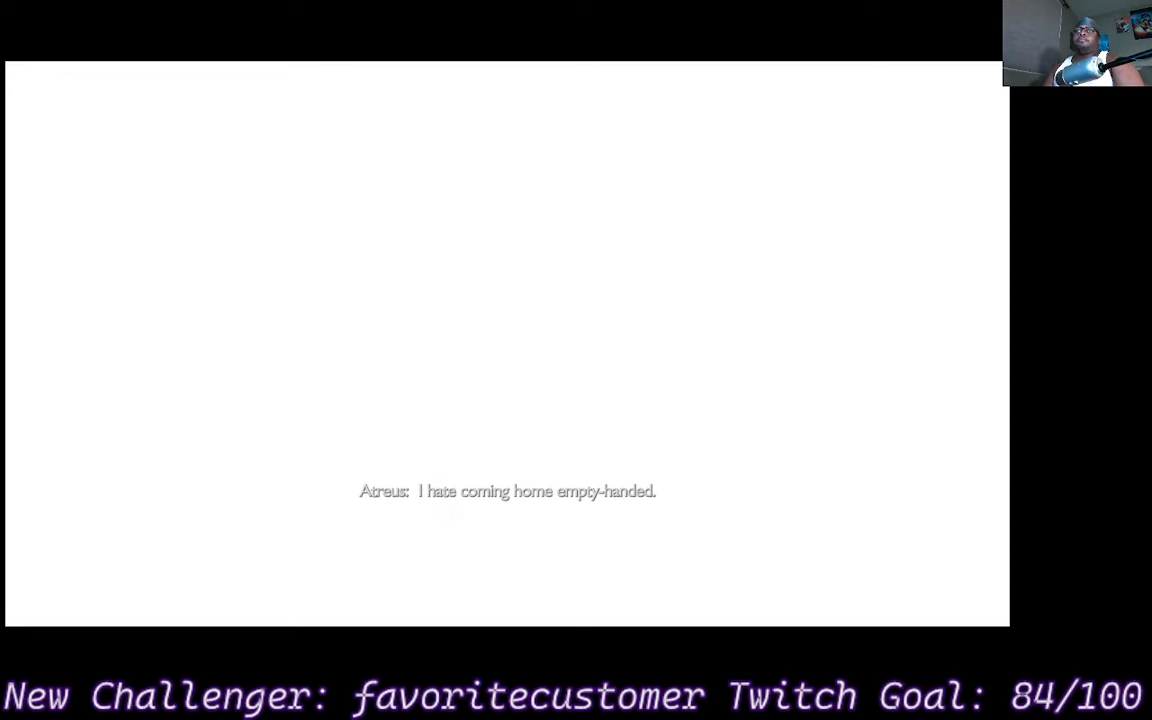 Atreus: I hate coming home empty-handed.
New Challenger: favoritecustomer Twitch Goal: 84/100